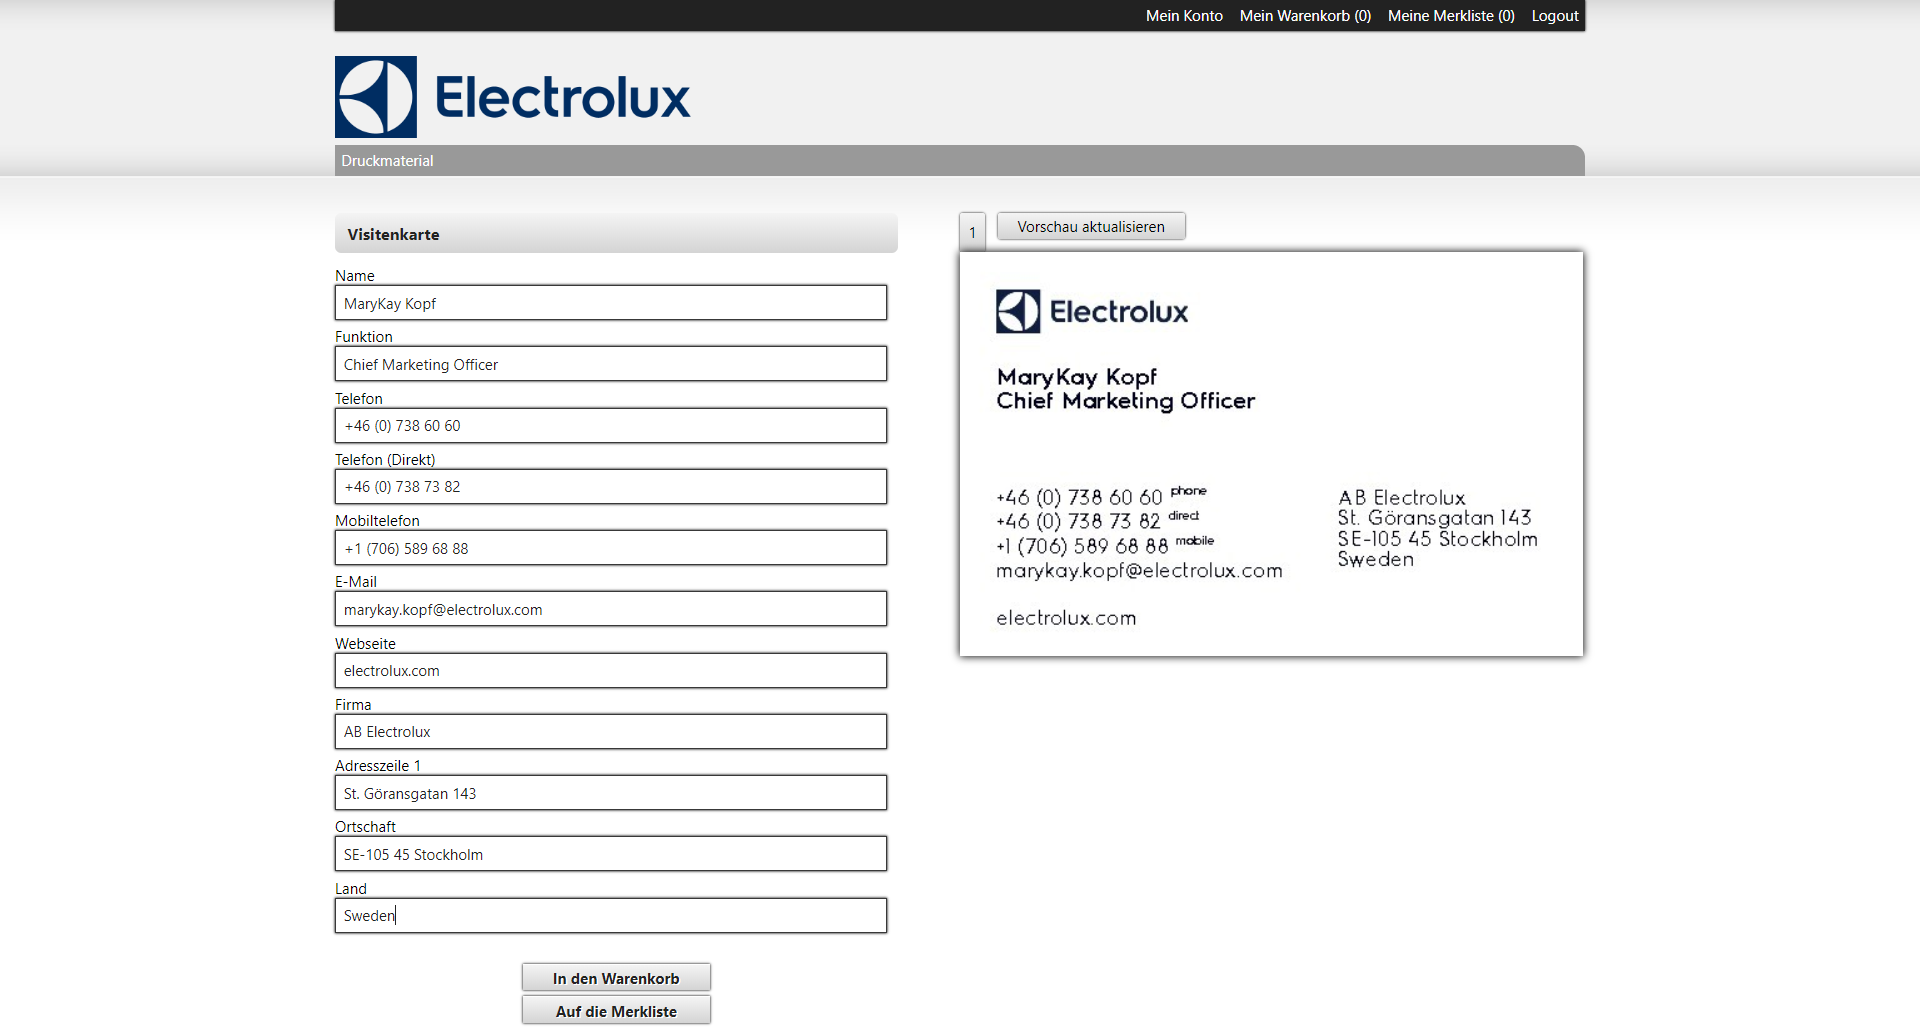 Mein Konto Mein Warenkorb (0) Meine Merkliste (0) Logout
Electrolux
Druckmaterial
Visitenkarte
Name
MaryKay Kopf
Funktion
Chief Marketing Officer
Telefon
+46 (0) 738 60 60
Telefon (Direkt)
+46 (0) 738 73 82
Mobiltelefon
+1 (706) 589 68 88
E-Mail
marykay.kopf@electrolux.com
Webseite
electrolux.com
Firma
AB Electrolux
Adresszeile 1
St. Göransgatan 143
Ortschaft
SE-105 45 Stockholm
Land
Sweden
In den Warenkorb
Auf die Merkliste
1 Vorschau aktualisieren
Electrolux
MaryKay Kopf
Chief Marketing Officer
+46 (0) 738 60 60 phone
+46 (0) 738 73 82 direct
+1 (706) 589 68 88 mobile
marykay.kopf@electrolux.com
electrolux.com
AB Electrolux
St. Göransgatan 143
SE-105 45 Stockholm
Sweden